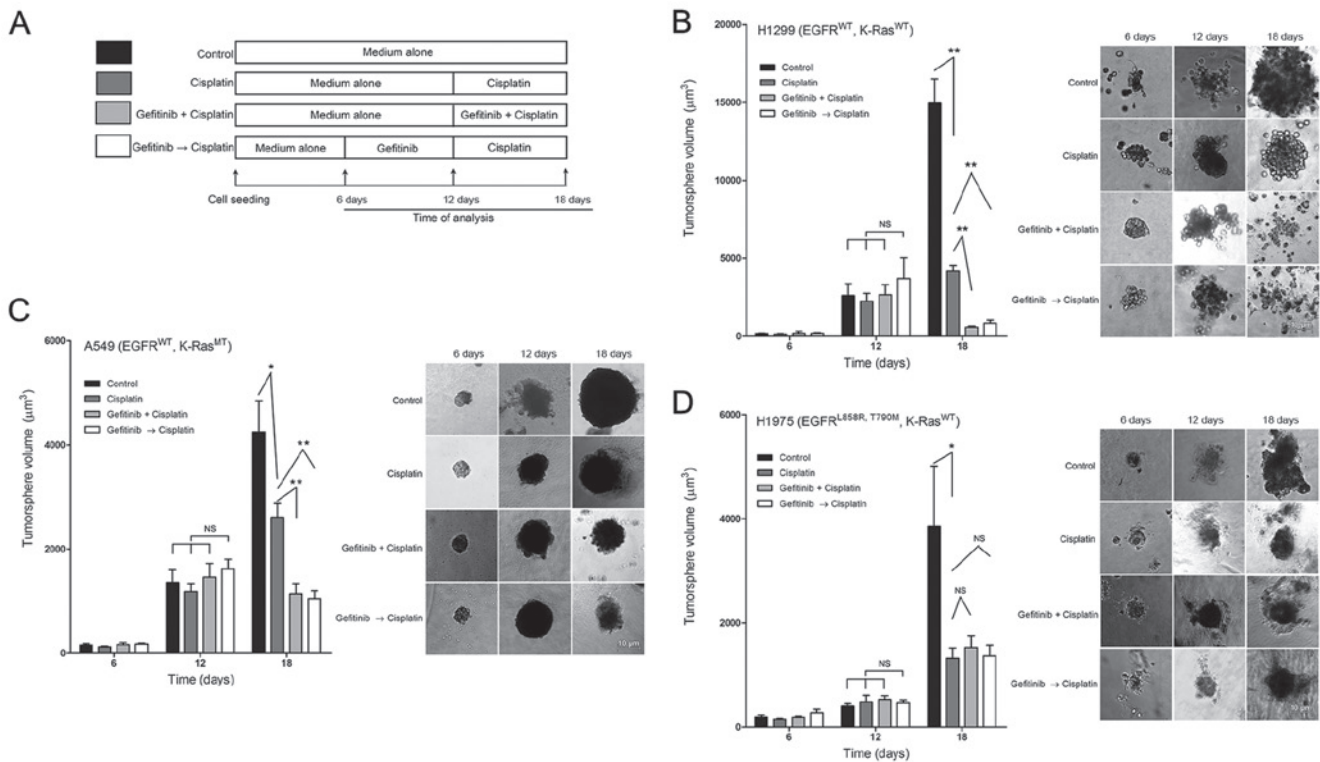 A
Control
Medium alone
Cisplatin
Medium alone
Cisplatin
Gefitinib + Cisplatin
Medium alone
Gefitinib + Cisplatin
Gefitinib → Cisplatin
Medium alone
Gefitinib
Cisplatin
Cell seeding
6 days
12 days
18 days
Time of analysis
B
H1299 (EGFRWT, K-RasWT)
Tumorsphere volume (μm3)
20000
15000
10000
5000
0
Control
Cisplatin
Gefitinib + Cisplatin
Gefitinib → Cisplatin
NS
**
**
**
6
12
18
Time (days)
6 days
12 days
18 days
Control
Cisplatin
Gefitinib + Cisplatin
Gefitinib → Cisplatin
C
A549 (EGFRWT, K-RasMT)
Tumorsphere volume (μm3)
6000
4000
2000
0
Control
Cisplatin
Gefitinib + Cisplatin
Gefitinib → Cisplatin
NS
*
**
**
6
12
18
Time (days)
6 days
12 days
18 days
Control
Cisplatin
Gefitinib + Cisplatin
Gefitinib → Cisplatin
10 μm
D
H1975 (EGFRL858R, T790M, K-RasWT)
Tumorsphere volume (μm3)
6000
4000
2000
0
Control
Cisplatin
Gefitinib + Cisplatin
Gefitinib → Cisplatin
NS
*
NS
NS
6
12
18
Time (days)
6 days
12 days
18 days
Control
Cisplatin
Gefitinib + Cisplatin
Gefitinib → Cisplatin
10 μm